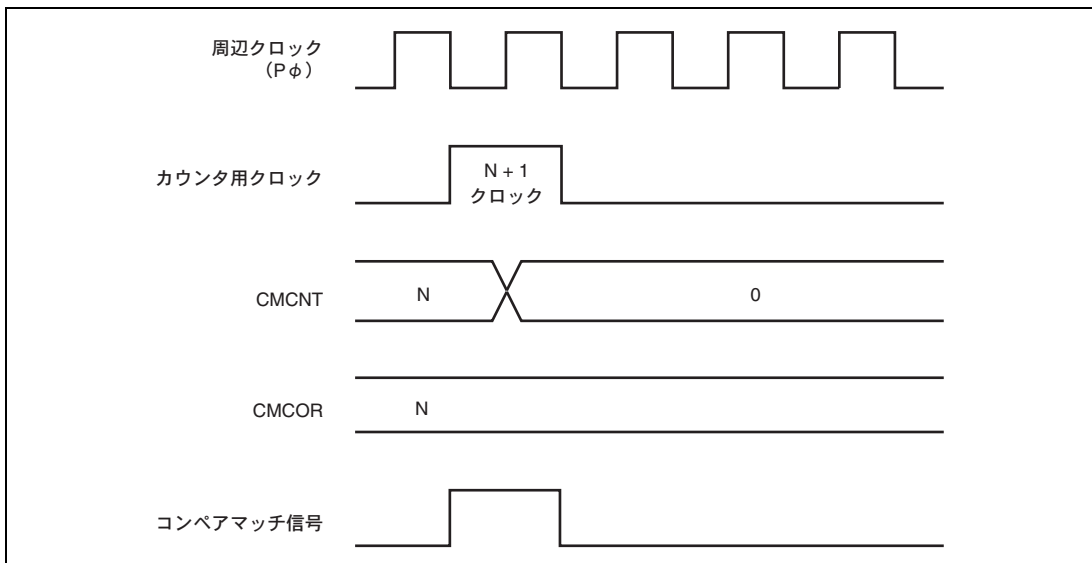 周辺クロック
（Pφ）
カウンタ用クロック
N + 1
クロック
CMCNT
N
0
CMCOR
N
コンペアマッチ信号